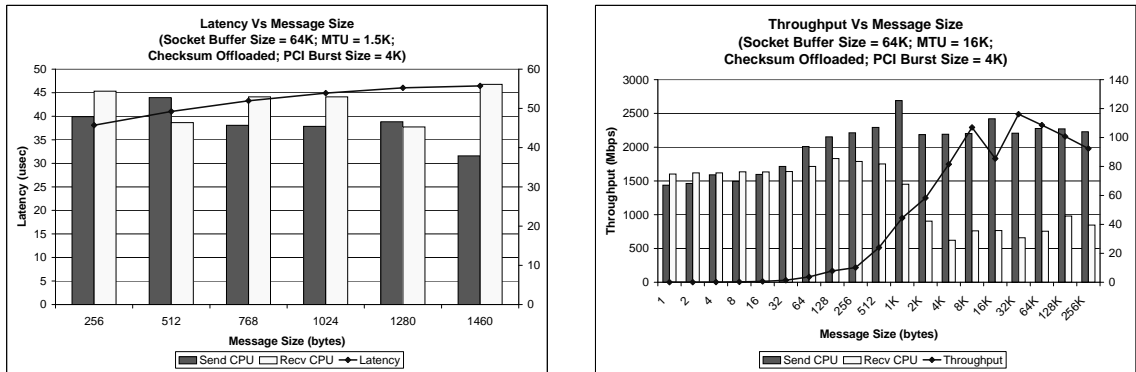 Latency Vs Message Size
(Socket Buffer Size = 64K; MTU = 1.5K;
Checksum Offloaded; PCI Burst Size = 4K)
50
45
40
35
30
25
20
15
10
5
0
60
50
40
30
20
10
0
Latency (usec)
256 512 768 1024 1280 1460
Message Size (bytes)
Send CPU Recv CPU Latency
Throughput Vs Message Size
(Socket Buffer Size = 64K; MTU = 16K;
Checksum Offloaded; PCI Burst Size = 4K)
3000
2500
2000
1500
1000
500
0
140
120
100
80
60
40
20
0
Throughput (Mbps)
1 2 4 8 16 32 64 128 256 512 1K 2K 4K 8K 16K 32K 64K 128K 256K
Message Size (bytes)
Send CPU Recv CPU Throughput